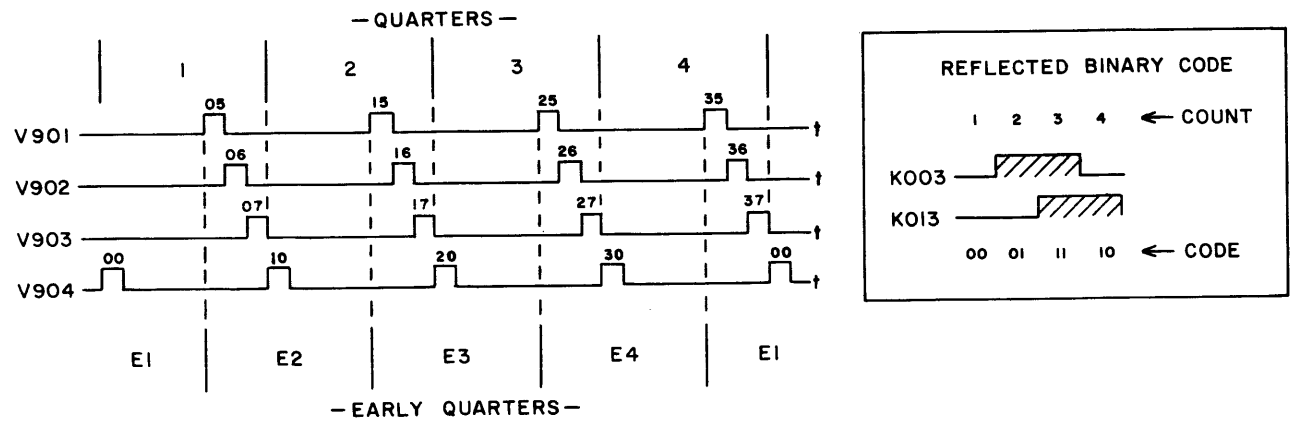 —QUARTERS—
1 2 3 4
05 15 25 35
V901 t
06 16 26 36
V902 t
07 17 27 37
V903 t
00 10 20 30 00
V904 t
E1 E2 E3 E4 E1
—EARLY QUARTERS—
REFLECTED BINARY CODE
1 2 3 4 ← COUNT
K003
K013
00 01 11 10 ← CODE